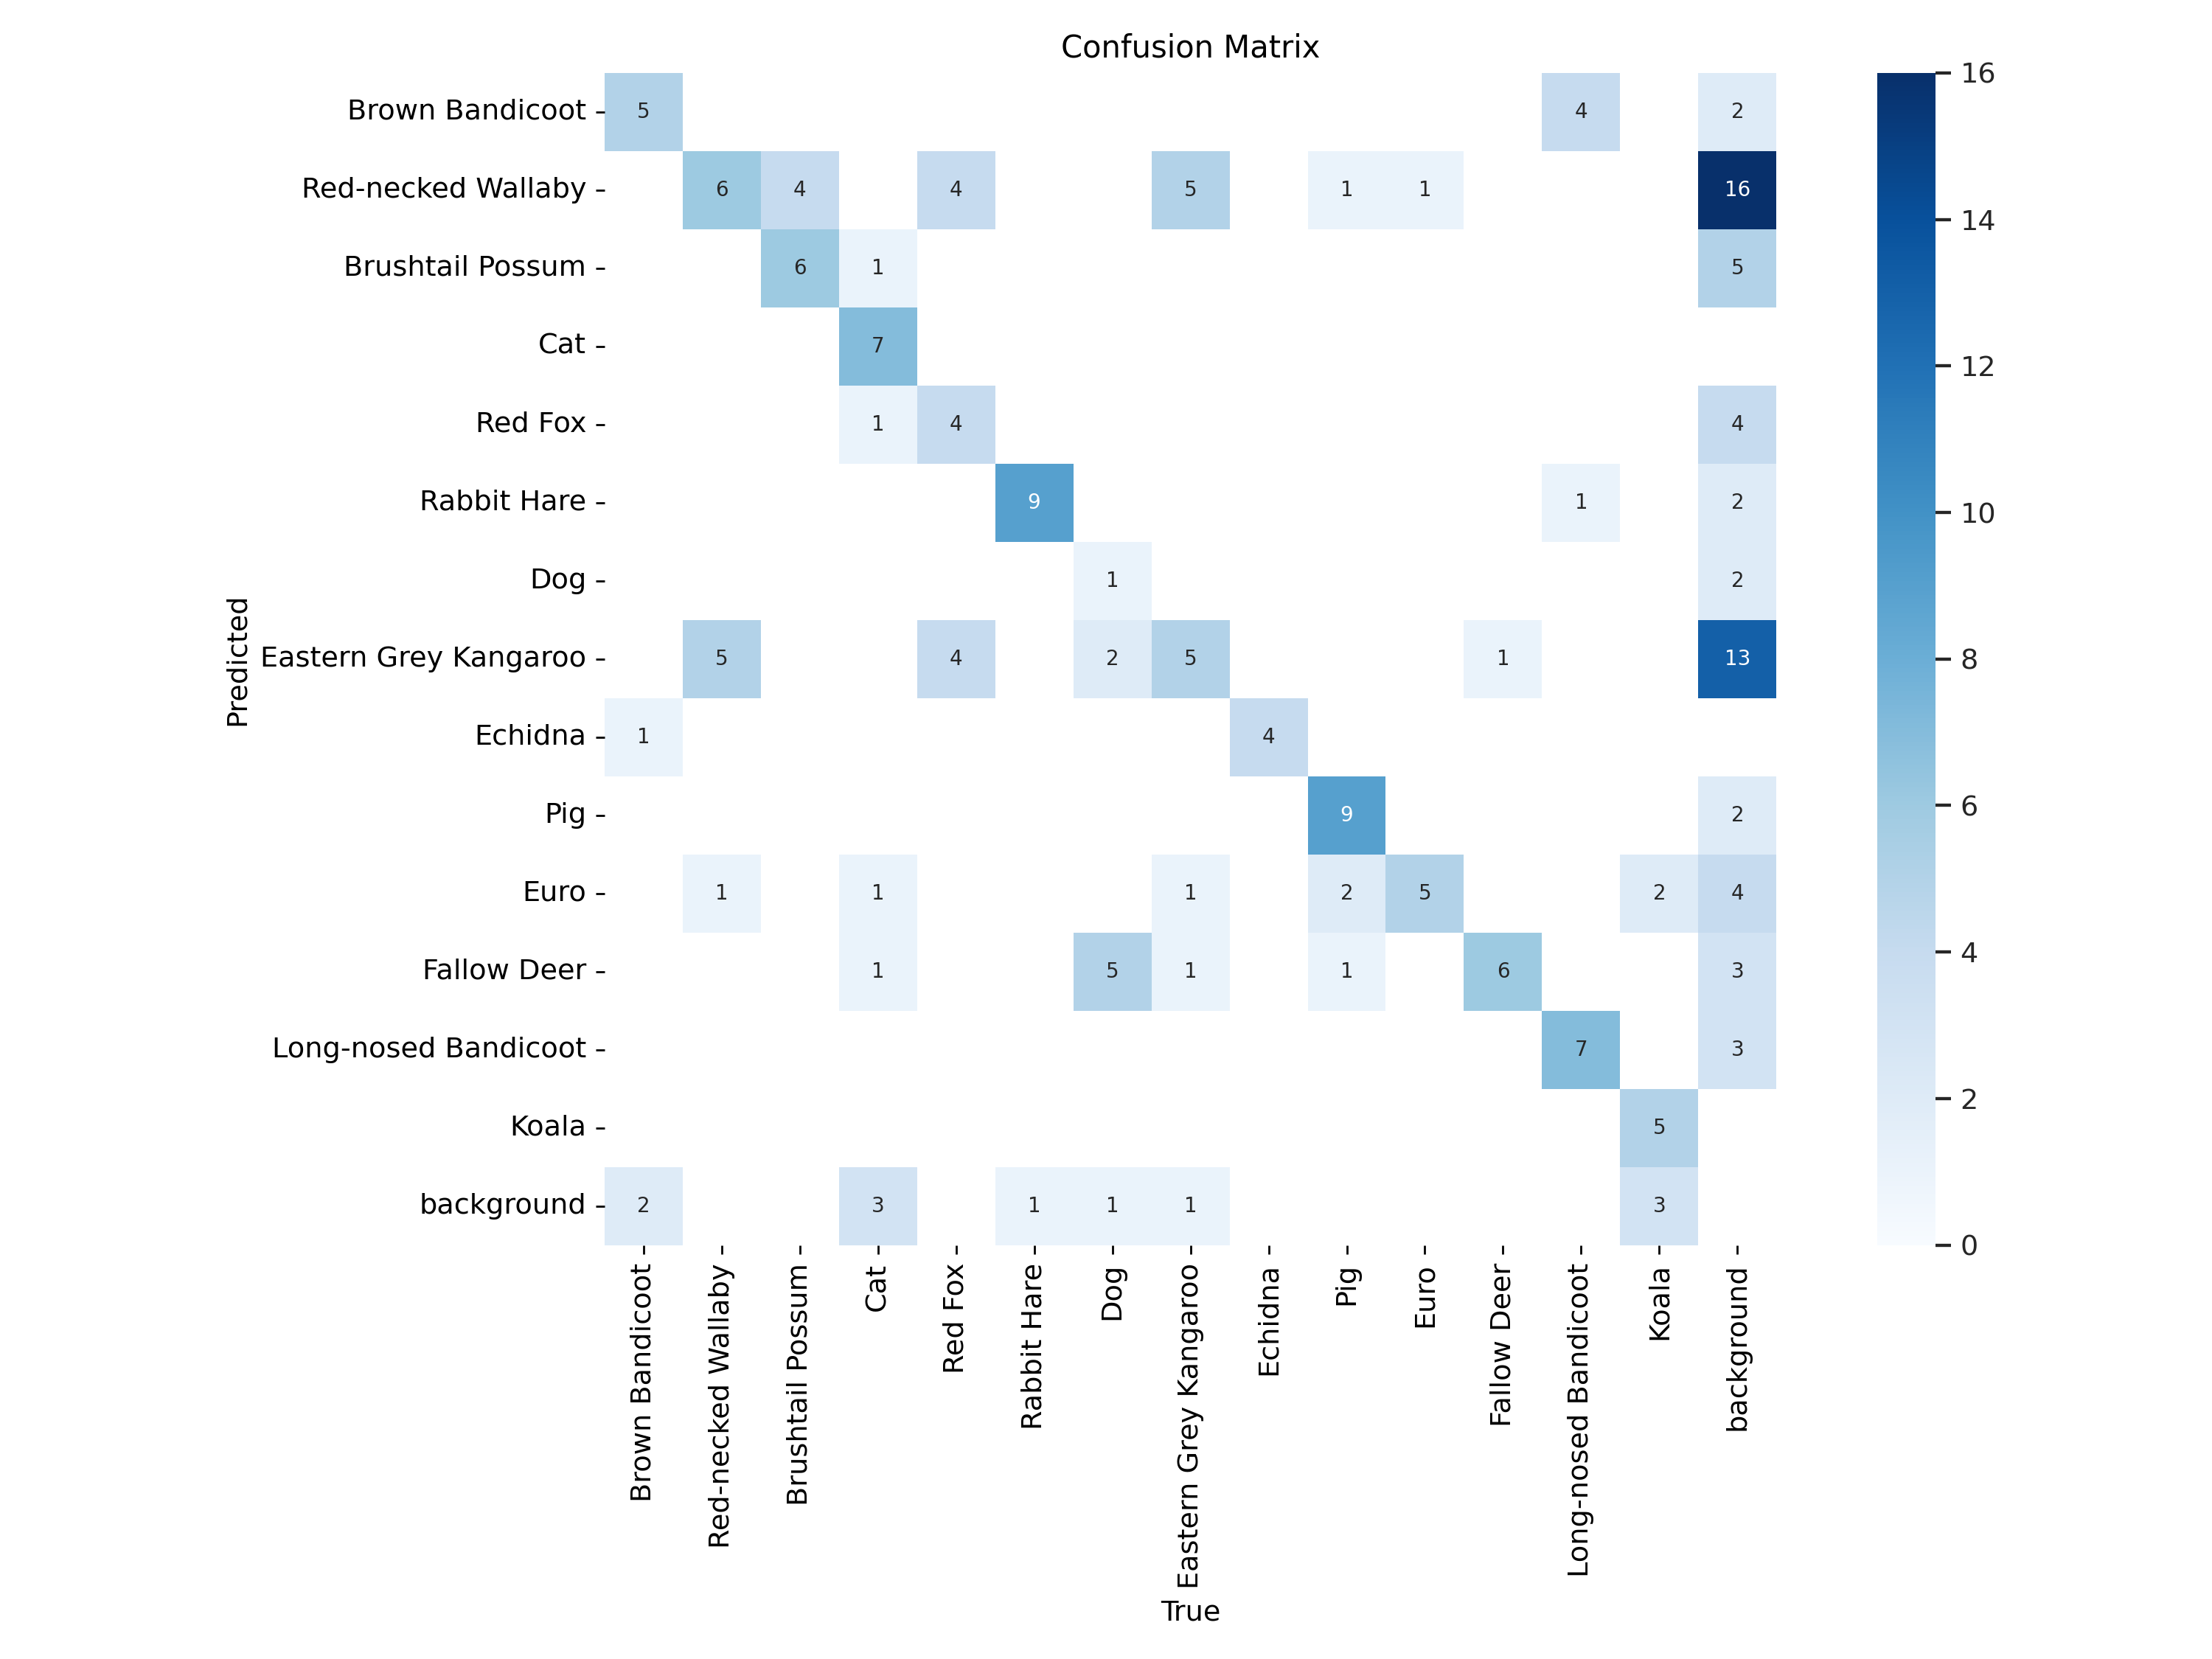 Confusion Matrix
Brown Bandicoot 5 4 2
Red-necked Wallaby 6 4 4 5 1 1 16
Brushtail Possum 6 1 5
Cat 7
Red Fox 1 4 4
Rabbit Hare 9 1 2
Dog 1 2
Eastern Grey Kangaroo 5 4 2 5 1 13
Echidna 1 4
Pig 9 2
Euro 1 1 1 2 5 2 4
Fallow Deer 1 5 1 1 6 3
Long-nosed Bandicoot 7 3
Koala 5
background 2 3 1 1 1 3
Predicted
Brown Bandicoot
Red-necked Wallaby
Brushtail Possum
Cat
Red Fox
Rabbit Hare
Dog
Eastern Grey Kangaroo
Echidna
Pig
Euro
Fallow Deer
Long-nosed Bandicoot
Koala
background
True
16
14
12
10
8
6
4
2
0